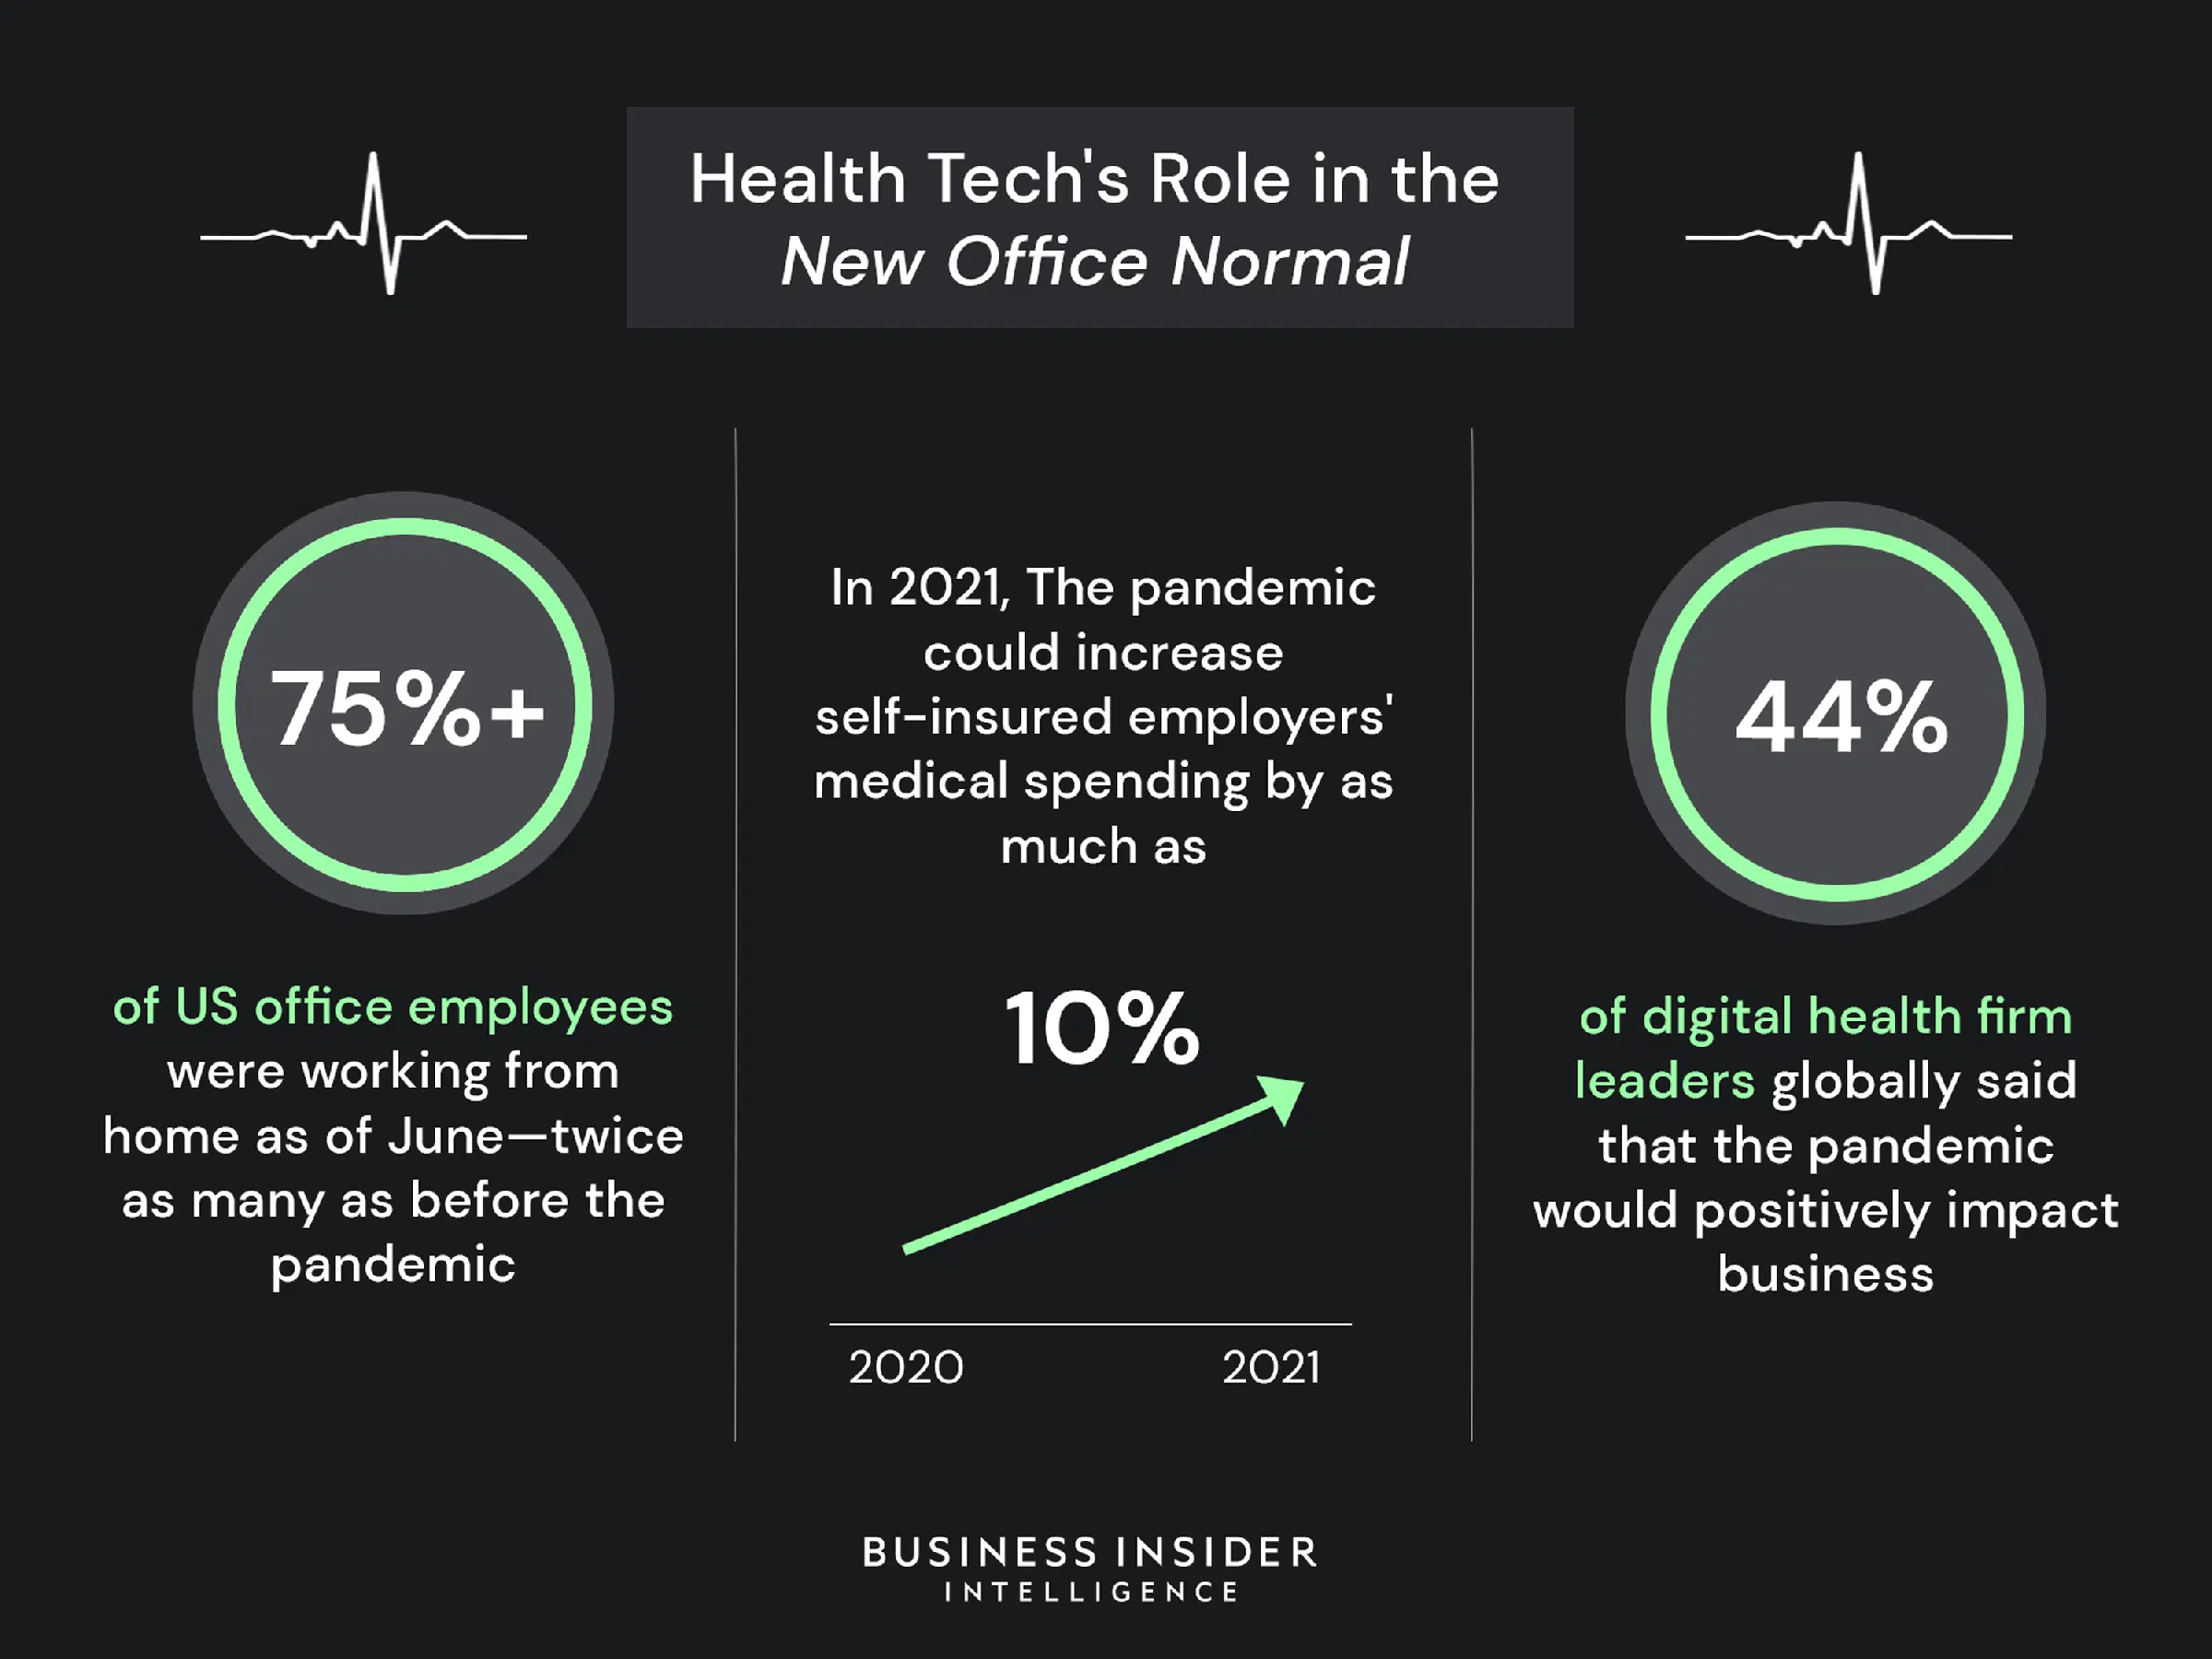 Health Tech's Role in the
New Office Normal
75%+
of US office employees
were working from
home as of June—twice
as many as before the
pandemic
In 2021, The pandemic
could increase
self-insured employers'
medical spending by as
much as
10%
2020 2021
44%
of digital health firm
leaders globally said
that the pandemic
would positively impact
business
BUSINESS INSIDER
INTELLIGENCE